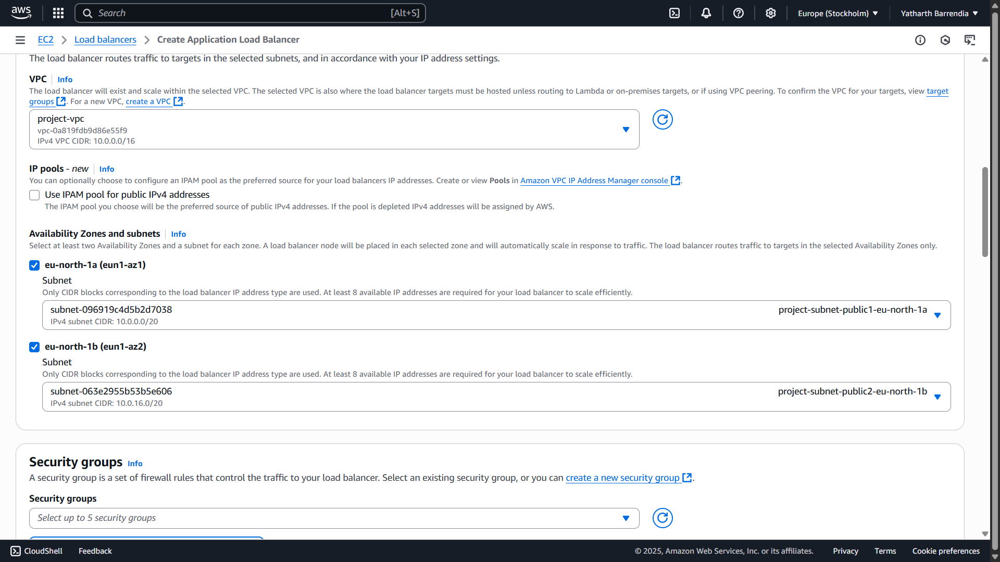 aws
Search
[Alt+S]
Europe (Stockholm)
Yatharth Barrendia
EC2
Load balancers
Create Application Load Balancer
The load balancer routes traffic to targets in the selected subnets, and in accordance with your IP address settings.
VPC
Info
The load balancer will exist and scale within the selected VPC. The selected VPC is also where the load balancer targets must be hosted unless routing to Lambda or on-premises targets, or if using VPC peering. To confirm the VPC for your targets, view target
groups. For a new VPC, create a VPC.
project-vpc
vpc-0a819fdb9d86e55f9
IPv4 VPC CIDR: 10.0.0.0/16
IP pools - new
Info
You can optionally choose to configure an IPAM pool as the preferred source for your load balancers IP addresses. Create or view Pools in Amazon VPC IP Address Manager console.
Use IPAM pool for public IPv4 addresses
The IPAM pool you choose will be the preferred source of public IPv4 addresses. If the pool is depleted IPv4 addresses will be assigned by AWS.
Availability Zones and subnets
Info
Select at least two Availability Zones and a subnet for each zone. A load balancer node will be placed in each selected zone and will automatically scale in response to traffic. The load balancer routes traffic to targets in the selected Availability Zones only.
eu-north-1a (eun1-az1)
Subnet
Only CIDR blocks corresponding to the load balancer IP address type are used. At least 8 available IP addresses are required for your load balancer to scale efficiently.
subnet-096919c4d5b2d7038
project-subnet-public1-eu-north-1a
IPv4 subnet CIDR: 10.0.0.0/20
eu-north-1b (eun1-az2)
Subnet
Only CIDR blocks corresponding to the load balancer IP address type are used. At least 8 available IP addresses are required for your load balancer to scale efficiently.
subnet-063e2955b53b5e606
project-subnet-public2-eu-north-1b
IPv4 subnet CIDR: 10.0.16.0/20
Security groups
Info
A security group is a set of firewall rules that control the traffic to your load balancer. Select an existing security group, or you can create a new security group.
Security groups
Select up to 5 security groups
CloudShell
Feedback
© 2025, Amazon Web Services, Inc. or its affiliates.
Privacy
Terms
Cookie preferences